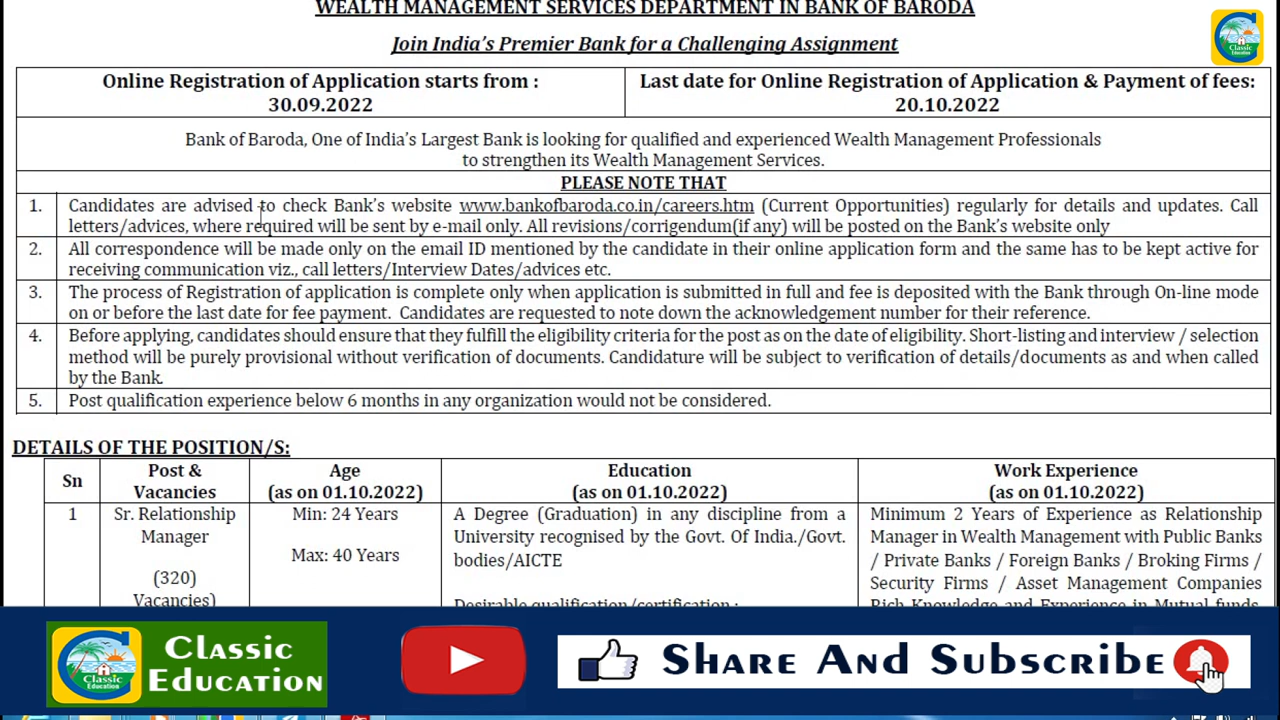 WEALTH MANAGEMENT SERVICES DEPARTMENT IN BANK OF BARODA
Join India's Premier Bank for a Challenging Assignment
Classic
Education
Online Registration of Application starts from :
30.09.2022
Last date for Online Registration of Application & Payment of fees:
20.10.2022
Bank of Baroda, One of India's Largest Bank is looking for qualified and experienced Wealth Management Professionals
to strengthen its Wealth Management Services.
PLEASE NOTE THAT
1. Candidates are advised to check Bank's website www.bankofbaroda.co.in/careers.htm (Current Opportunities) regularly for details and updates. Call
letters/advices, where required will be sent by e-mail only. All revisions/corrigendum(if any) will be posted on the Bank's website only
2. All correspondence will be made only on the email ID mentioned by the candidate in their online application form and the same has to be kept active for
receiving communication viz., call letters/Interview Dates/advices etc.
3. The process of Registration of application is complete only when application is submitted in full and fee is deposited with the Bank through On-line mode
on or before the last date for fee payment. Candidates are requested to note down the acknowledgement number for their reference.
4. Before applying, candidates should ensure that they fulfill the eligibility criteria for the post as on the date of eligibility. Short-listing and interview / selection
method will be purely provisional without verification of documents. Candidature will be subject to verification of details/documents as and when called
by the Bank.
5. Post qualification experience below 6 months in any organization would not be considered.
DETAILS OF THE POSITION/S:
Sn
Post &
Vacancies
Age
(as on 01.10.2022)
Education
(as on 01.10.2022)
Work Experience
(as on 01.10.2022)
1
Sr. Relationship
Manager
(320)
Vacancies)
Min: 24 Years
Max: 40 Years
A Degree (Graduation) in any discipline from a
University recognised by the Govt. Of India./Govt.
bodies/AICTE
Desirable qualification/certification :
Minimum 2 Years of Experience as Relationship
Manager in Wealth Management with Public Banks
/ Private Banks / Foreign Banks / Broking Firms /
Security Firms / Asset Management Companies
Rich Knowledge and Experience in Mutual funds,
Classic
Education
Classic
Education
Share And Subscribe